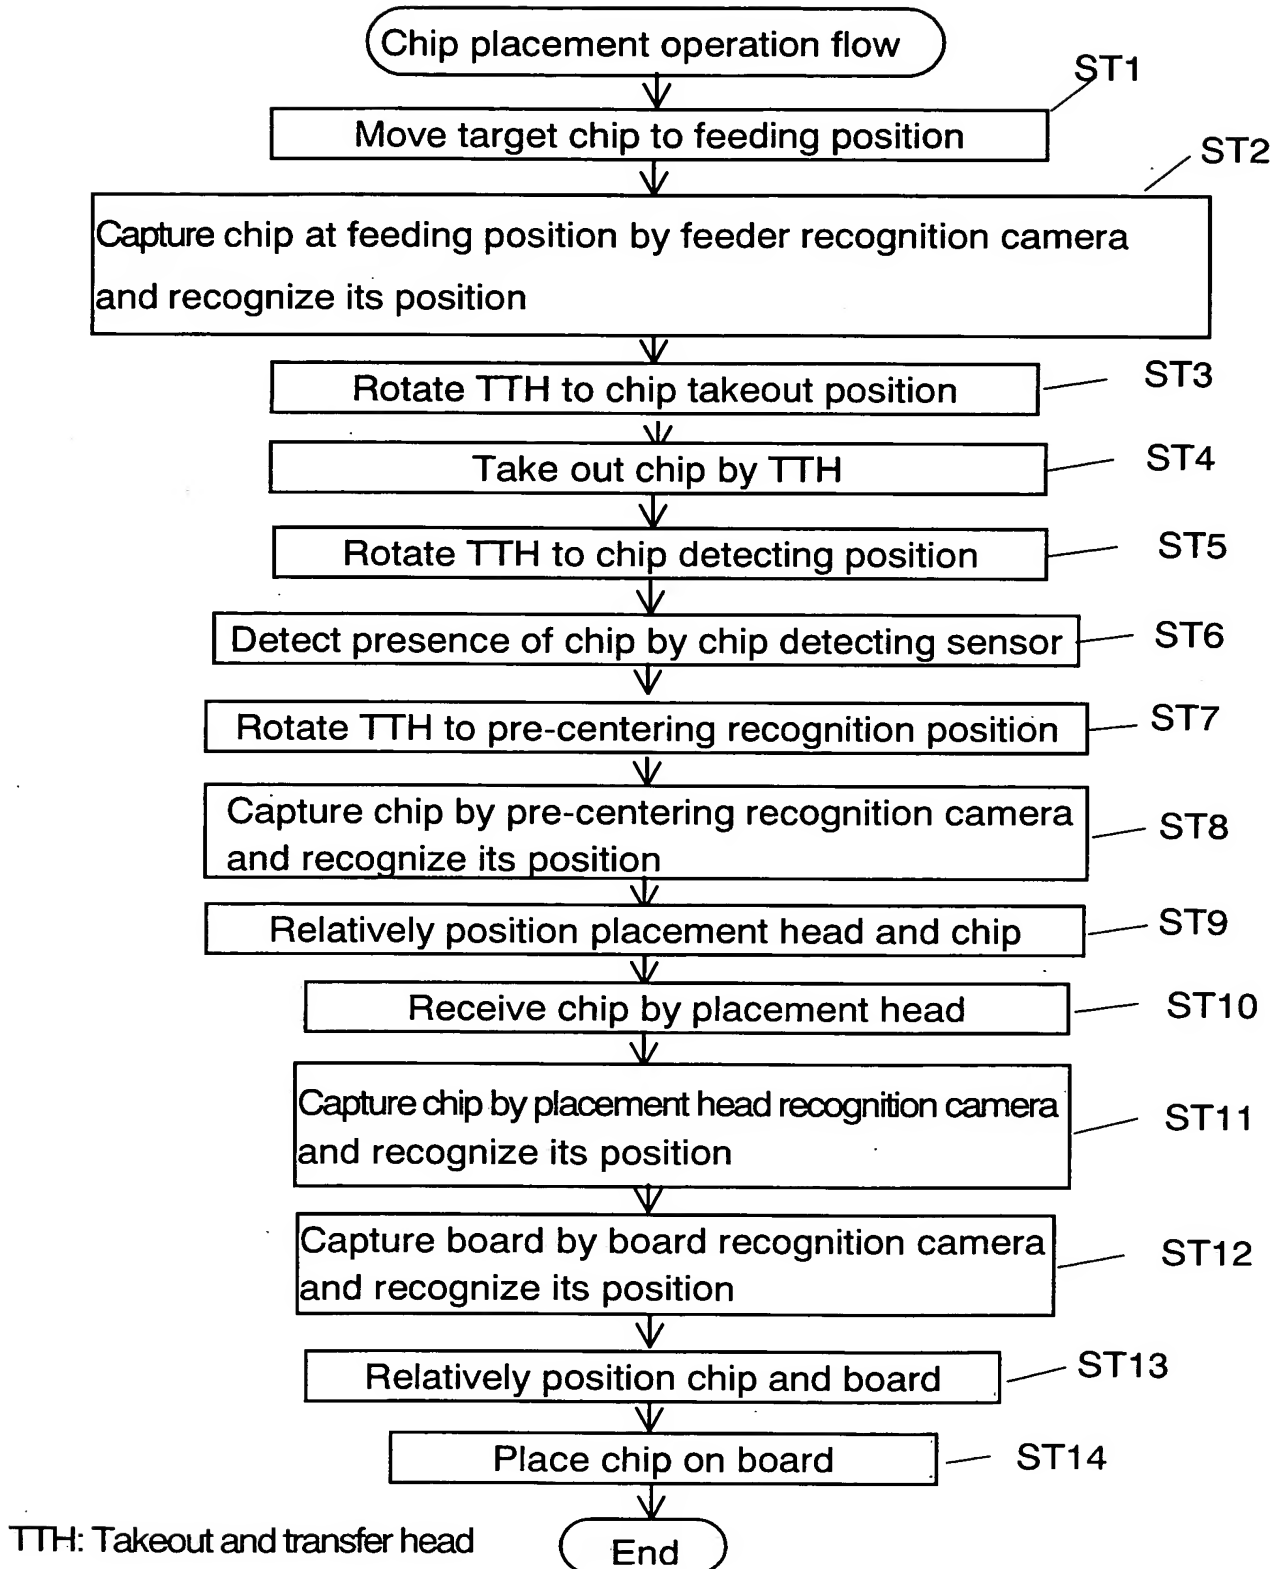 Chip placement operation flow
ST1
Move target chip to feeding position
ST2
Capture chip at feeding position by feeder recognition camera
and recognize its position
ST3
Rotate TTH to chip takeout position
ST4
Take out chip by TTH
ST5
Rotate TTH to chip detecting position
ST6
Detect presence of chip by chip detecting sensor
ST7
Rotate TTH to pre-centering recognition position
Capture chip by pre-centering recognition camera
ST8
and recognize its position
ST9
Relatively position placement head and chip
ST10
Receive chip by placement head
Capture chip by placement head recognition camera
ST11
and recognize its position
Capture board by board recognition camera
ST12
and recognize its position
ST13
Relatively position chip and board
ST14
Place chip on board
TTH: Takeout and transfer head
End